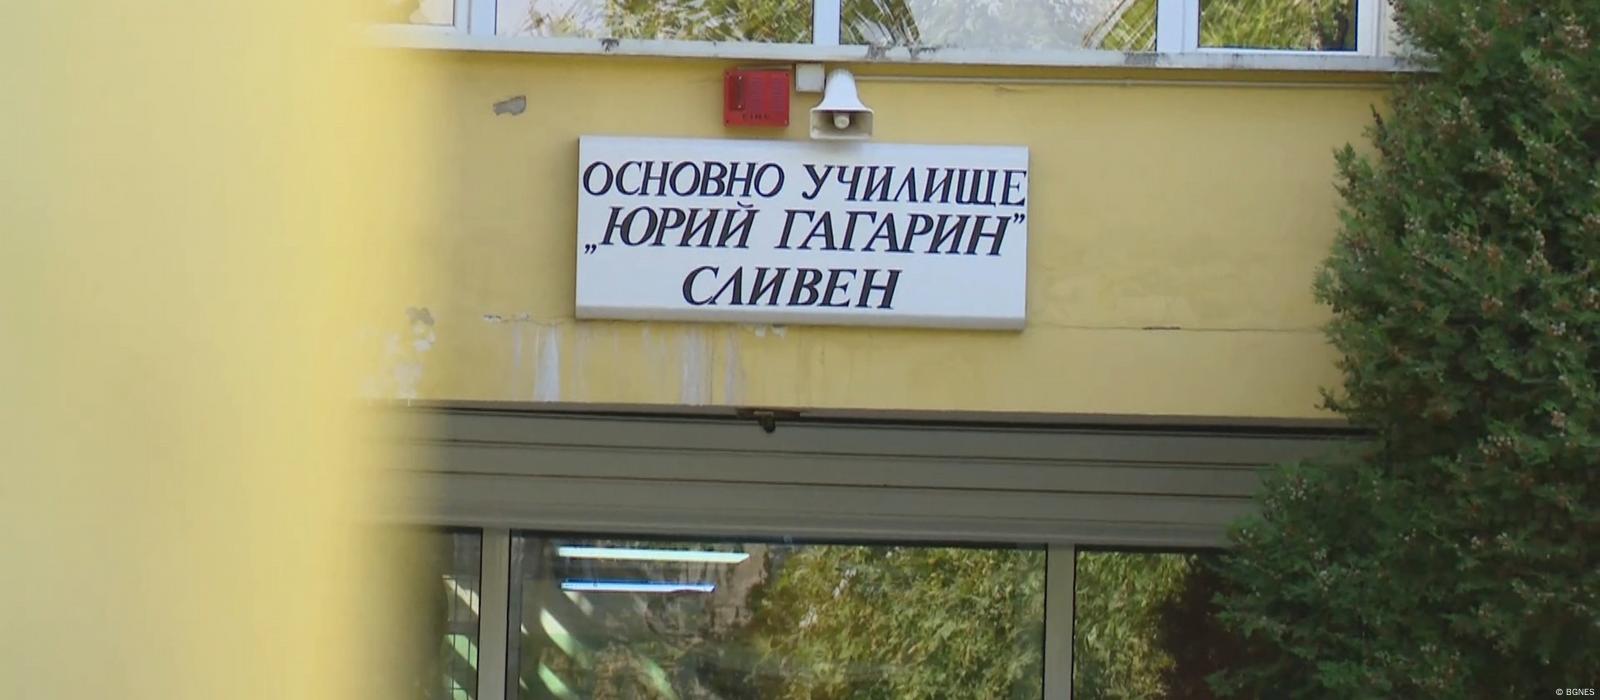 ОСНОВНО УЧИЛИЩЕ
„ЮРИЙ ГАГАРИН”
СЛИВЕН
© BGNES